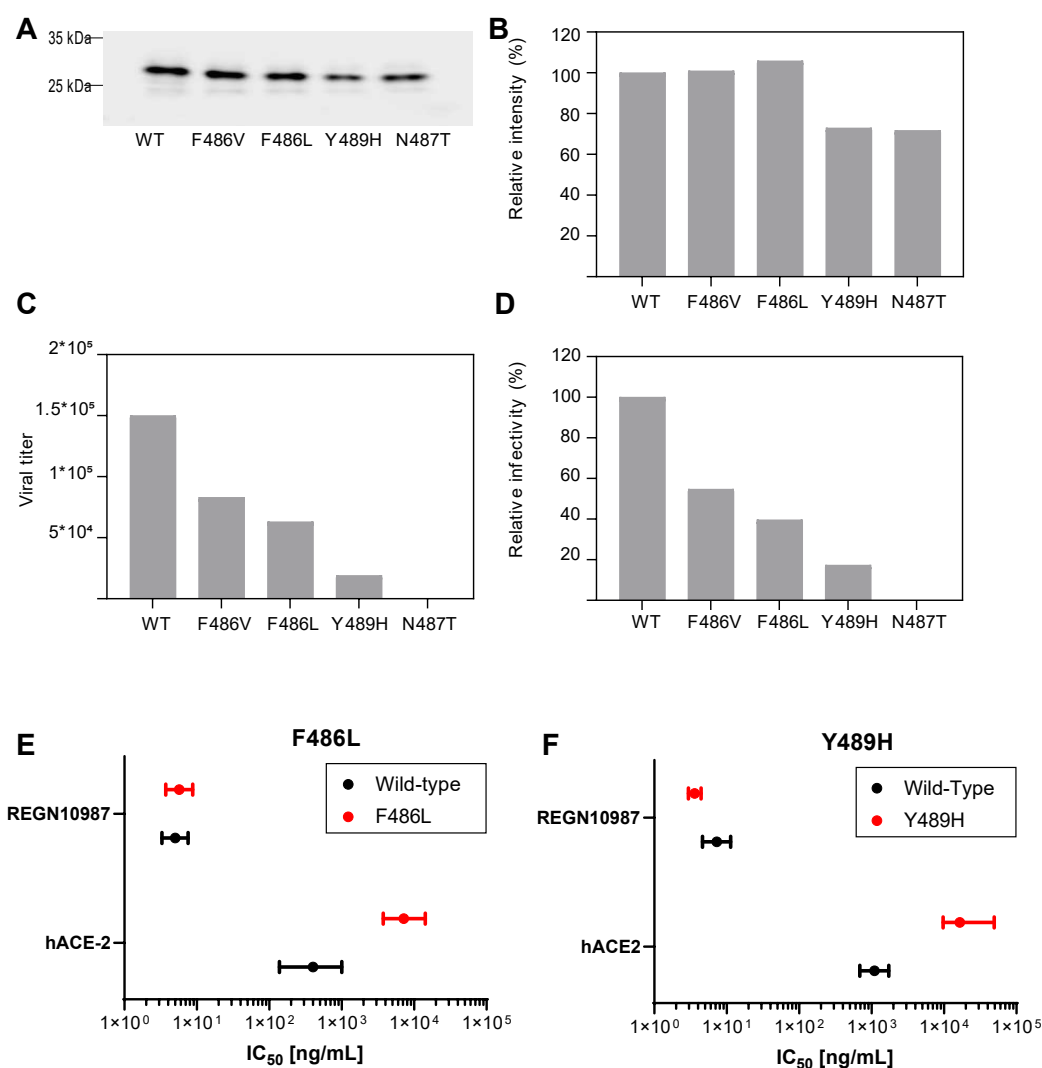 A
35 kDa
25 kDa
WT F486V F486L Y489H N487T
B
Relative intensity (%)
120
100
80
60
40
20
WT F486V F486L Y489H N487T
C
Viral titer
2*10⁵
1.5*10⁵
1*10⁵
5*10⁴
WT F486V F486L Y489H N487T
D
Relative infectivity (%)
120
100
80
60
40
20
WT F486V F486L Y489H N487T
E
F486L
Wild-type
F486L
REGN10987
hACE-2
1×10⁰ 1×10¹ 1×10² 1×10³ 1×10⁴ 1×10⁵
IC₅₀ [ng/mL]
F
Y489H
Wild-Type
Y489H
REGN10987
hACE2
1×10⁰ 1×10¹ 1×10² 1×10³ 1×10⁴ 1×10⁵
IC₅₀ [ng/mL]